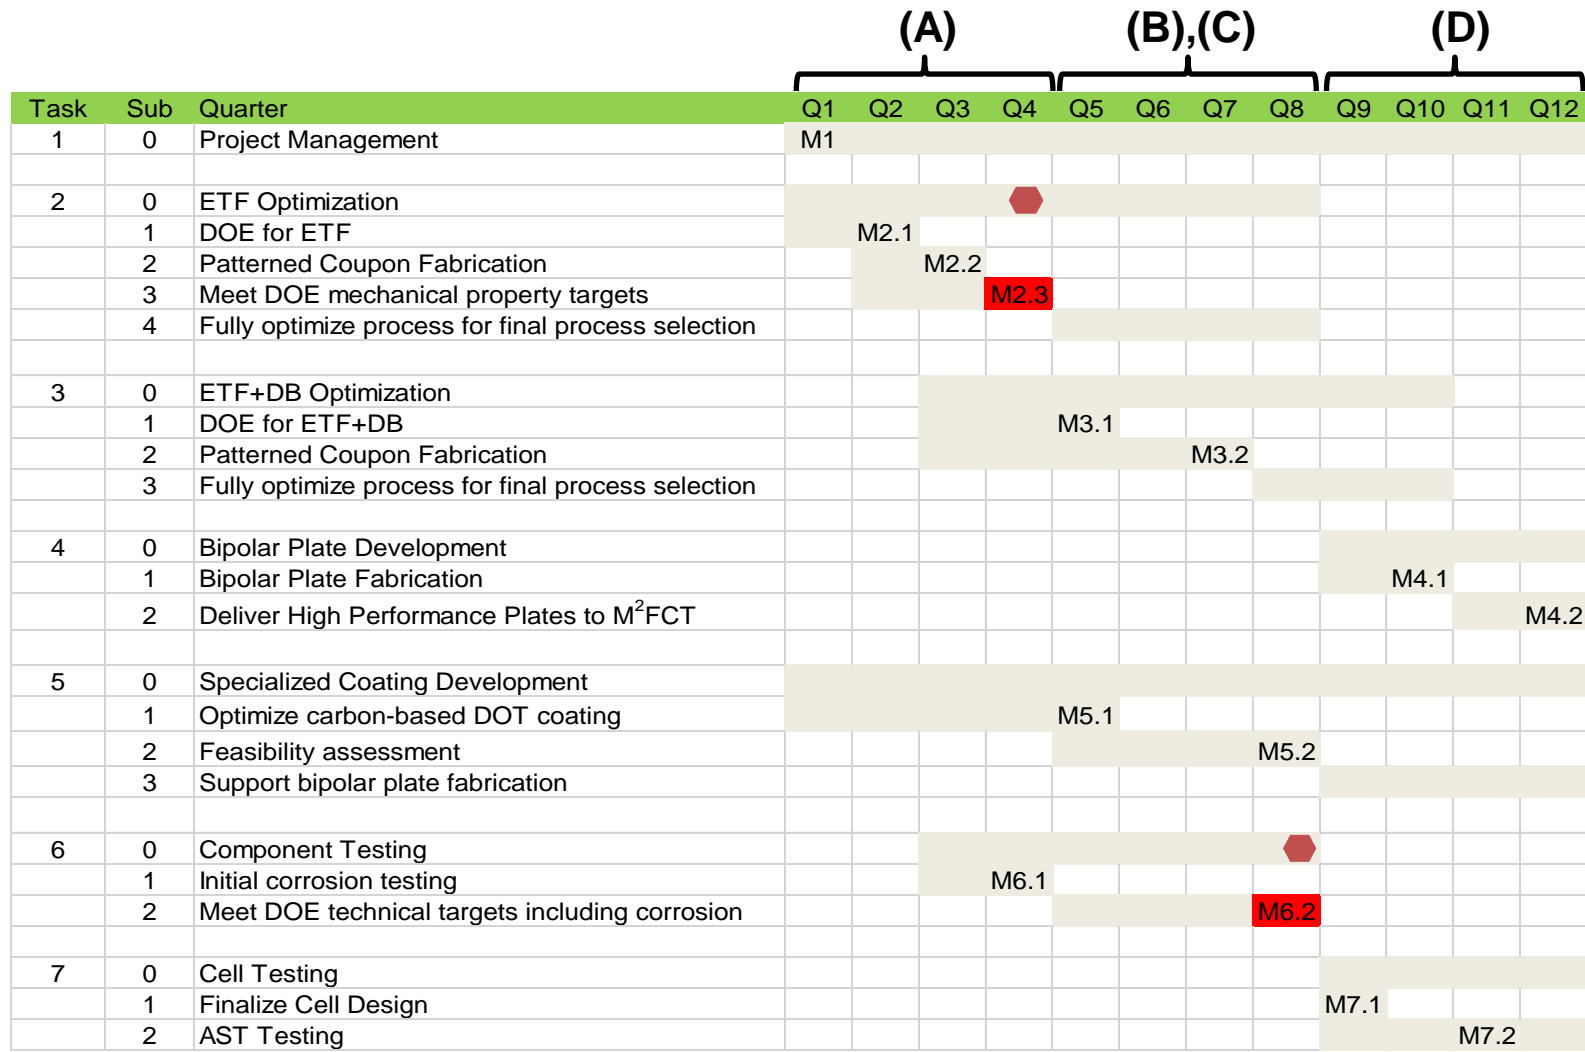 (A) (B),(C) (D)
Task Sub Quarter Q1 Q2 Q3 Q4 Q5 Q6 Q7 Q8 Q9 Q10 Q11 Q12
1 0 Project Management M1
2 0 ETF Optimization
1 DOE for ETF M2.1
2 Patterned Coupon Fabrication M2.2
3 Meet DOE mechanical property targets M2.3
4 Fully optimize process for final process selection
3 0 ETF+DB Optimization
1 DOE for ETF+DB M3.1
2 Patterned Coupon Fabrication M3.2
3 Fully optimize process for final process selection
4 0 Bipolar Plate Development
1 Bipolar Plate Fabrication M4.1
2 Deliver High Performance Plates to M²FCT M4.2
5 0 Specialized Coating Development
1 Optimize carbon-based DOT coating M5.1
2 Feasibility assessment M5.2
3 Support bipolar plate fabrication
6 0 Component Testing
1 Initial corrosion testing M6.1
2 Meet DOE technical targets including corrosion M6.2
7 0 Cell Testing
1 Finalize Cell Design M7.1
2 AST Testing M7.2